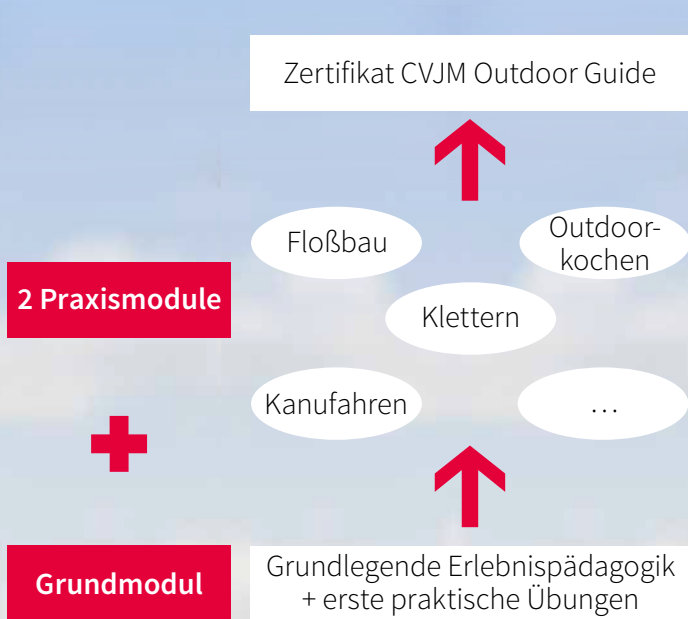 Zertifikat CVJM Outdoor Guide
Floßbau
Outdoor-
kochen
2 Praxismodule
Klettern
Kanufahren
…
Grundmodul
Grundlegende Erlebnispädagogik
+ erste praktische Übungen